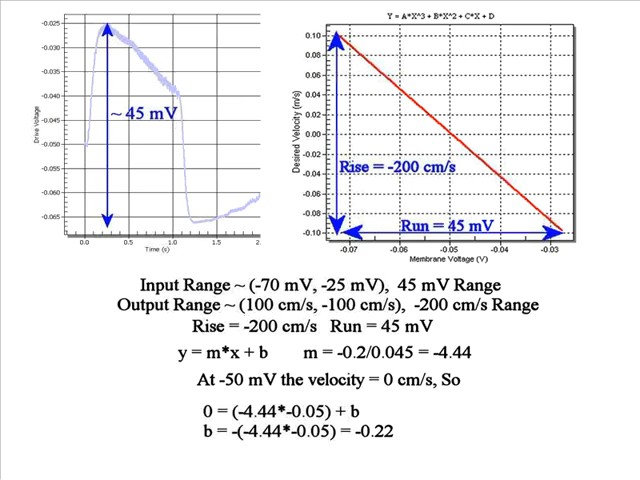 Y = A*X^3 + B*X^2 + C*X + D
-0.025
-0.030
-0.035
-0.040
-0.045
-0.050
-0.055
-0.060
-0.065
Drive Voltage
~ 45 mV
0.0 0.5 1.0 1.5 2.
Time (s)
0.10
0.08
0.06
0.04
0.02
0.00
-0.02
-0.04
-0.06
-0.08
-0.10
Desired Velocity (m/s)
Rise = -200 cm/s
Run = 45 mV
-0.07 -0.06 -0.05 -0.04 -0.03
Membrane Voltage (V)
Input Range ~ (-70 mV, -25 mV), 45 mV Range
Output Range ~ (100 cm/s, -100 cm/s), -200 cm/s Range
Rise = -200 cm/s Run = 45 mV
y = m*x + b m = -0.2/0.045 = -4.44
At -50 mV the velocity = 0 cm/s, So
0 = (-4.44*-0.05) + b
b = -(-4.44*-0.05) = -0.22